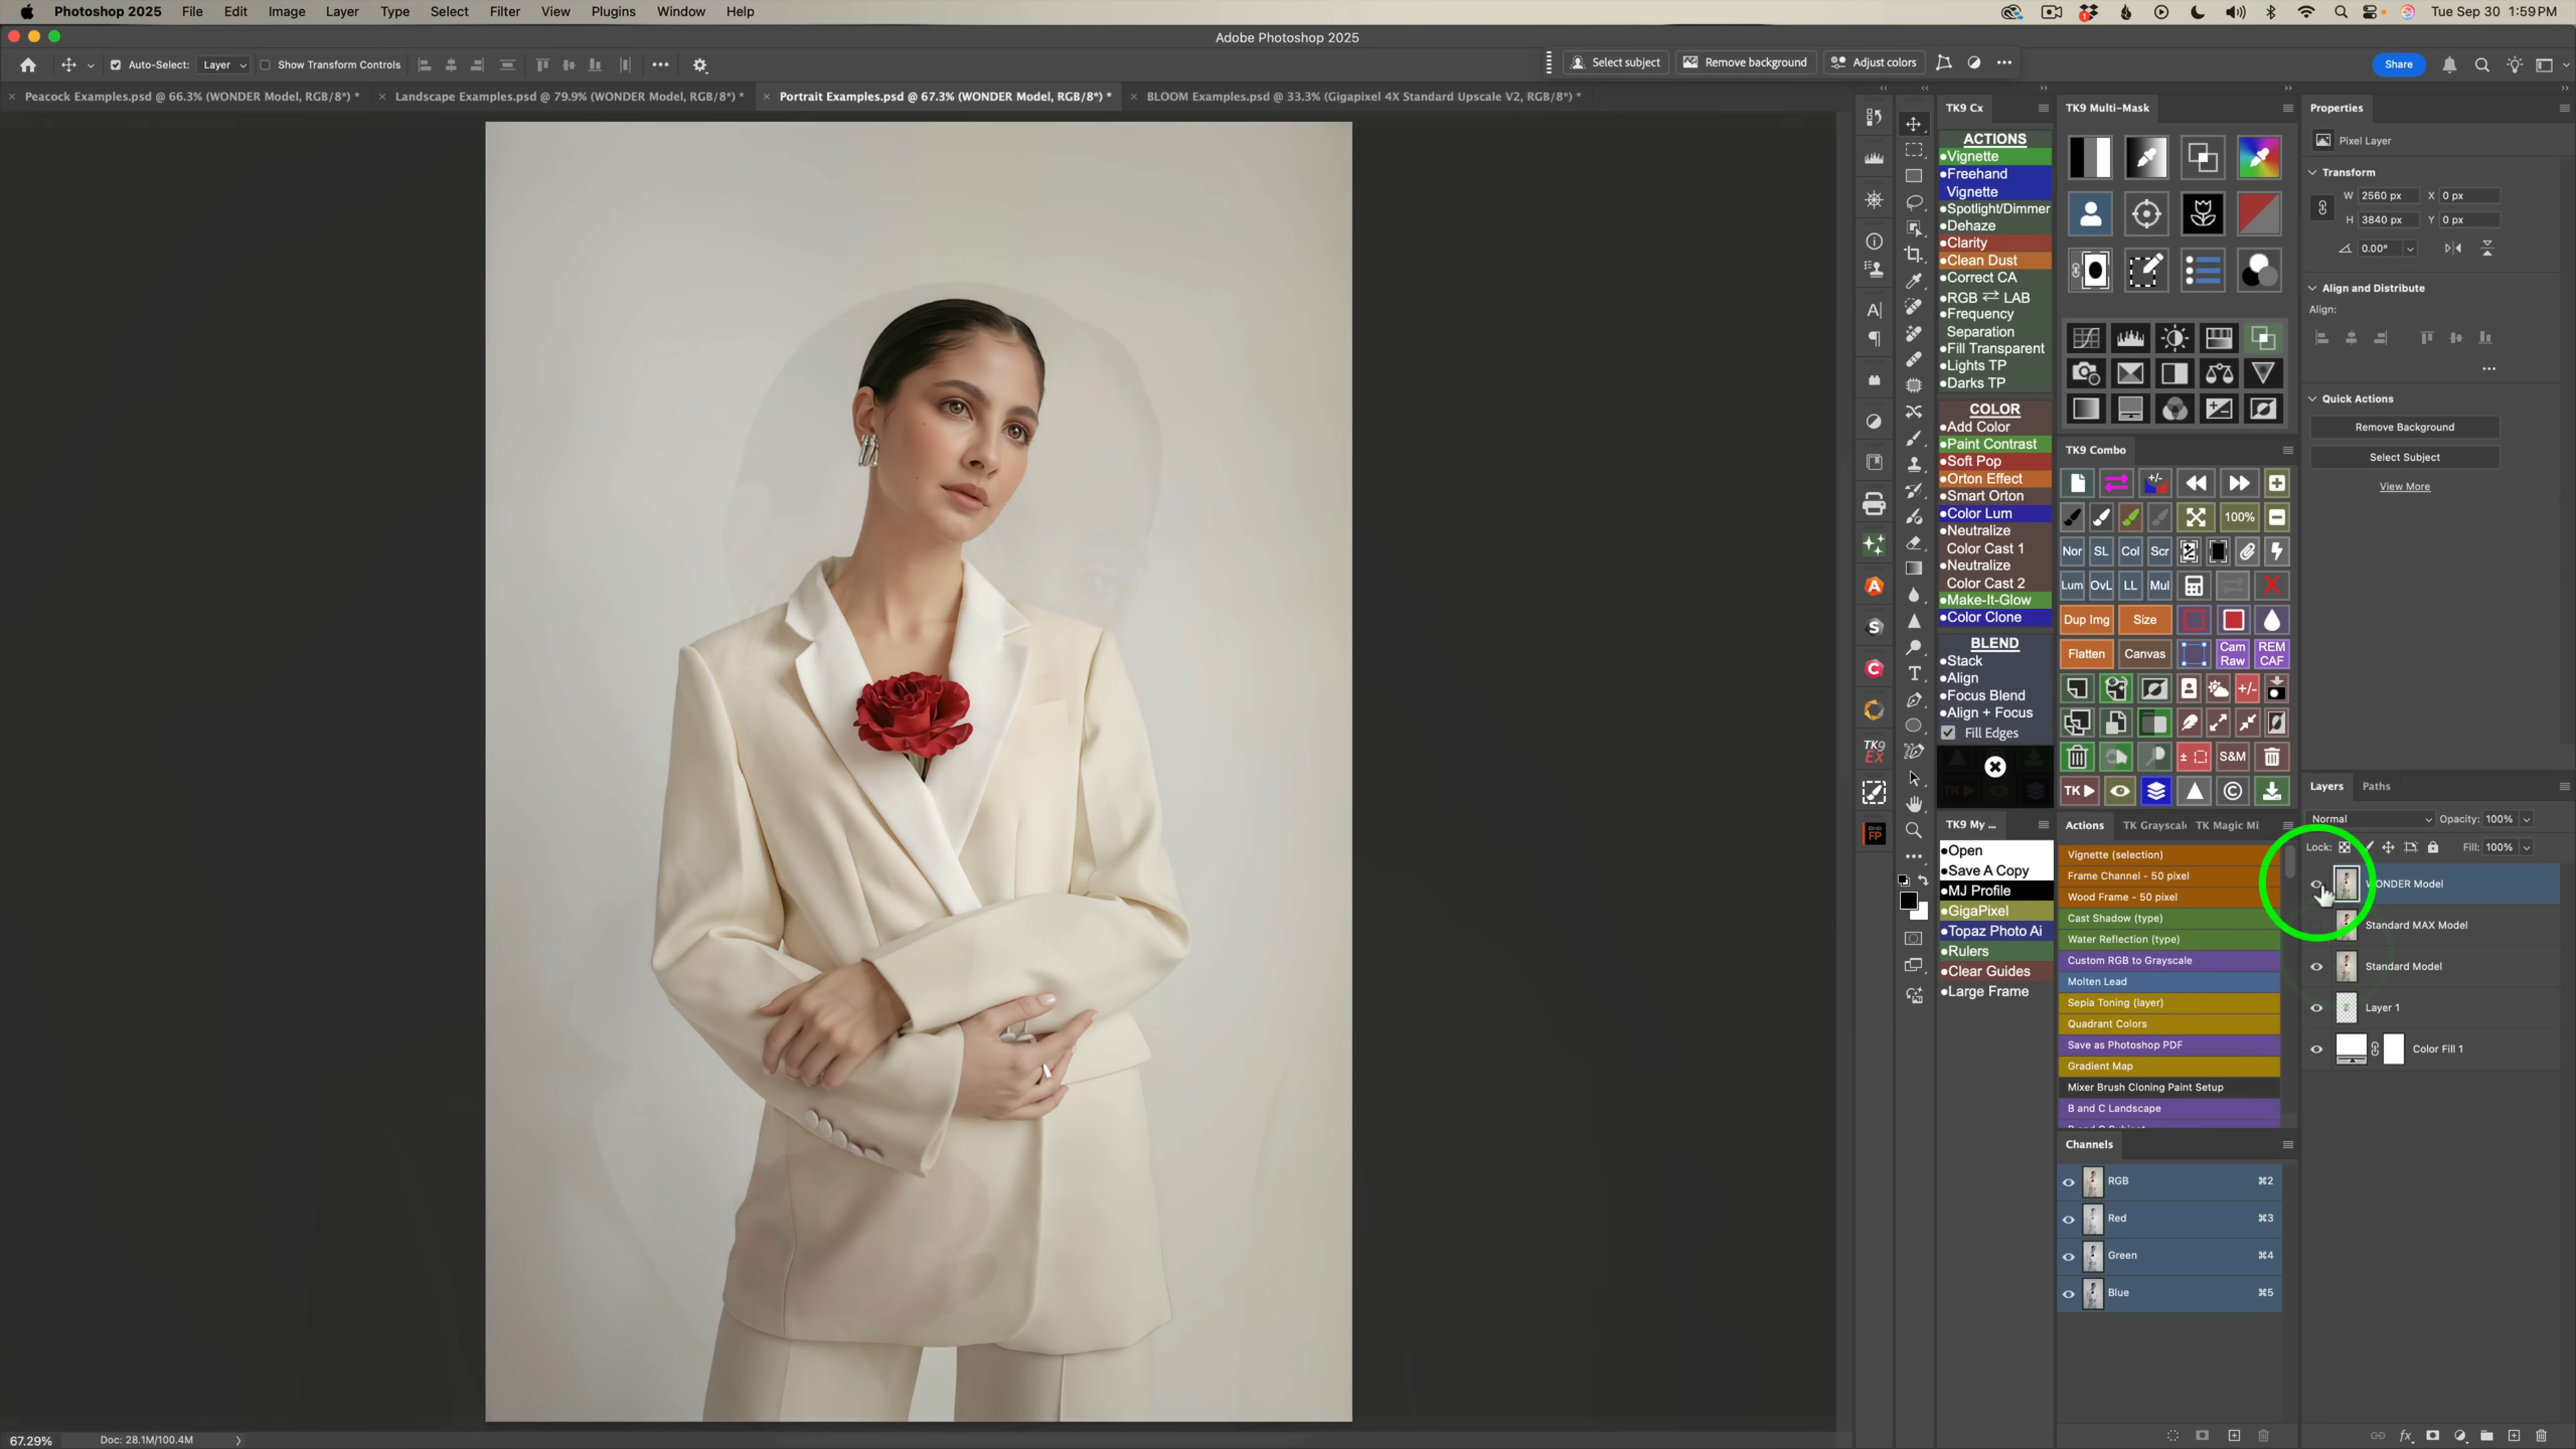 Photoshop 2025 File Edit Image Layer Type Select Filter View Plugins Window Help
Tue Sep 30 1:59 PM
Adobe Photoshop 2025
Auto-Select: Layer Show Transform Controls
Select subject Remove background Adjust colors
Share
Peacock Examples.psd @ 66.3% (WONDER Model, RGB/8*) *
Landscape Examples.psd @ 79.9% (WONDER Model, RGB/8*) *
Portrait Examples.psd @ 67.3% (WONDER Model, RGB/8*) *
BLOOM Examples.psd @ 33.3% (Gigapixel 4X Standard Upscale V2, RGB/8*) *
TK9 Cx
ACTIONS
•Vignette
•Freehand
Vignette
•Spotlight/Dimmer
•Dehaze
•Clarity
•Clean Dust
•Correct CA
•RGB ⇄ LAB
•Frequency
Separation
•Fill Transparent
•Lights TP
•Darks TP
COLOR
•Add Color
•Paint Contrast
•Soft Pop
•Orton Effect
•Smart Orton
•Color Lum
•Neutralize
Color Cast 1
•Neutralize
Color Cast 2
•Make-It-Glow
•Color Clone
BLEND
•Stack
•Align
•Focus Blend
•Align + Focus
Fill Edges
TK9 My ...
•Open
•Save A Copy
•MJ Profile
•GigaPixel
•Topaz Photo Ai
•Rulers
•Clear Guides
•Large Frame
TK9
EX
FP
TK9 Multi-Mask
TK9 Combo
100%
Nor SL Col Scr
Lum OvL LL Mul
Dup Img Size
Flatten Canvas Cam Raw REM CAF
+/-
S&M
TK
Actions TK Grayscal TK Magic Mi
Vignette (selection)
Frame Channel - 50 pixel
Wood Frame - 50 pixel
Cast Shadow (type)
Water Reflection (type)
Custom RGB to Grayscale
Molten Lead
Sepia Toning (layer)
Quadrant Colors
Save as Photoshop PDF
Gradient Map
Mixer Brush Cloning Paint Setup
B and C Landscape
Channels
RGB ⌘2
Red ⌘3
Green ⌘4
Blue ⌘5
Properties
Pixel Layer
Transform
W 2560 px X 0 px
H 3840 px Y 0 px
0.00°
Align and Distribute
Align:
Quick Actions
Remove Background
Select Subject
View More
Layers Paths
Normal Opacity: 100%
Lock: Fill: 100%
WONDER Model
Standard MAX Model
Standard Model
Layer 1
Color Fill 1
67.29% Doc: 28.1M/100.4M